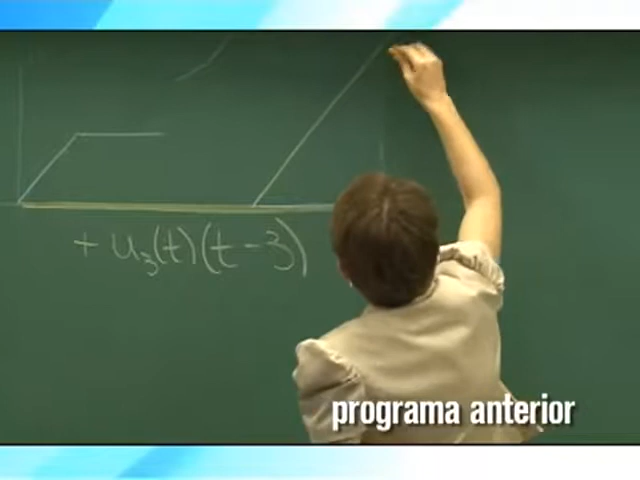 + u₃(t)(t-3)
programa anterior